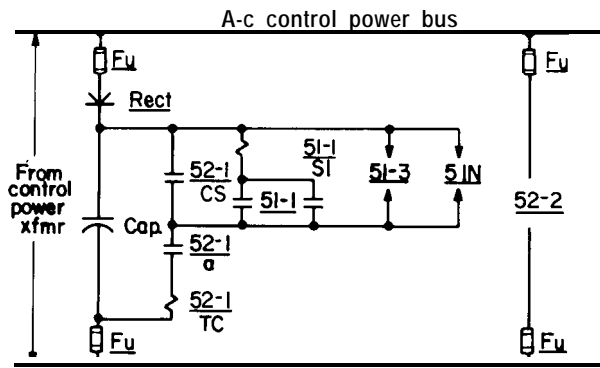 A-c control power bus
Fu
Fu
Rect
From
control
power
xfmr
52-1
CS
51-1
SI
51-1
51-3
51N
52-2
Cap.
52-1
a
52-1
TC
Fu
Fu